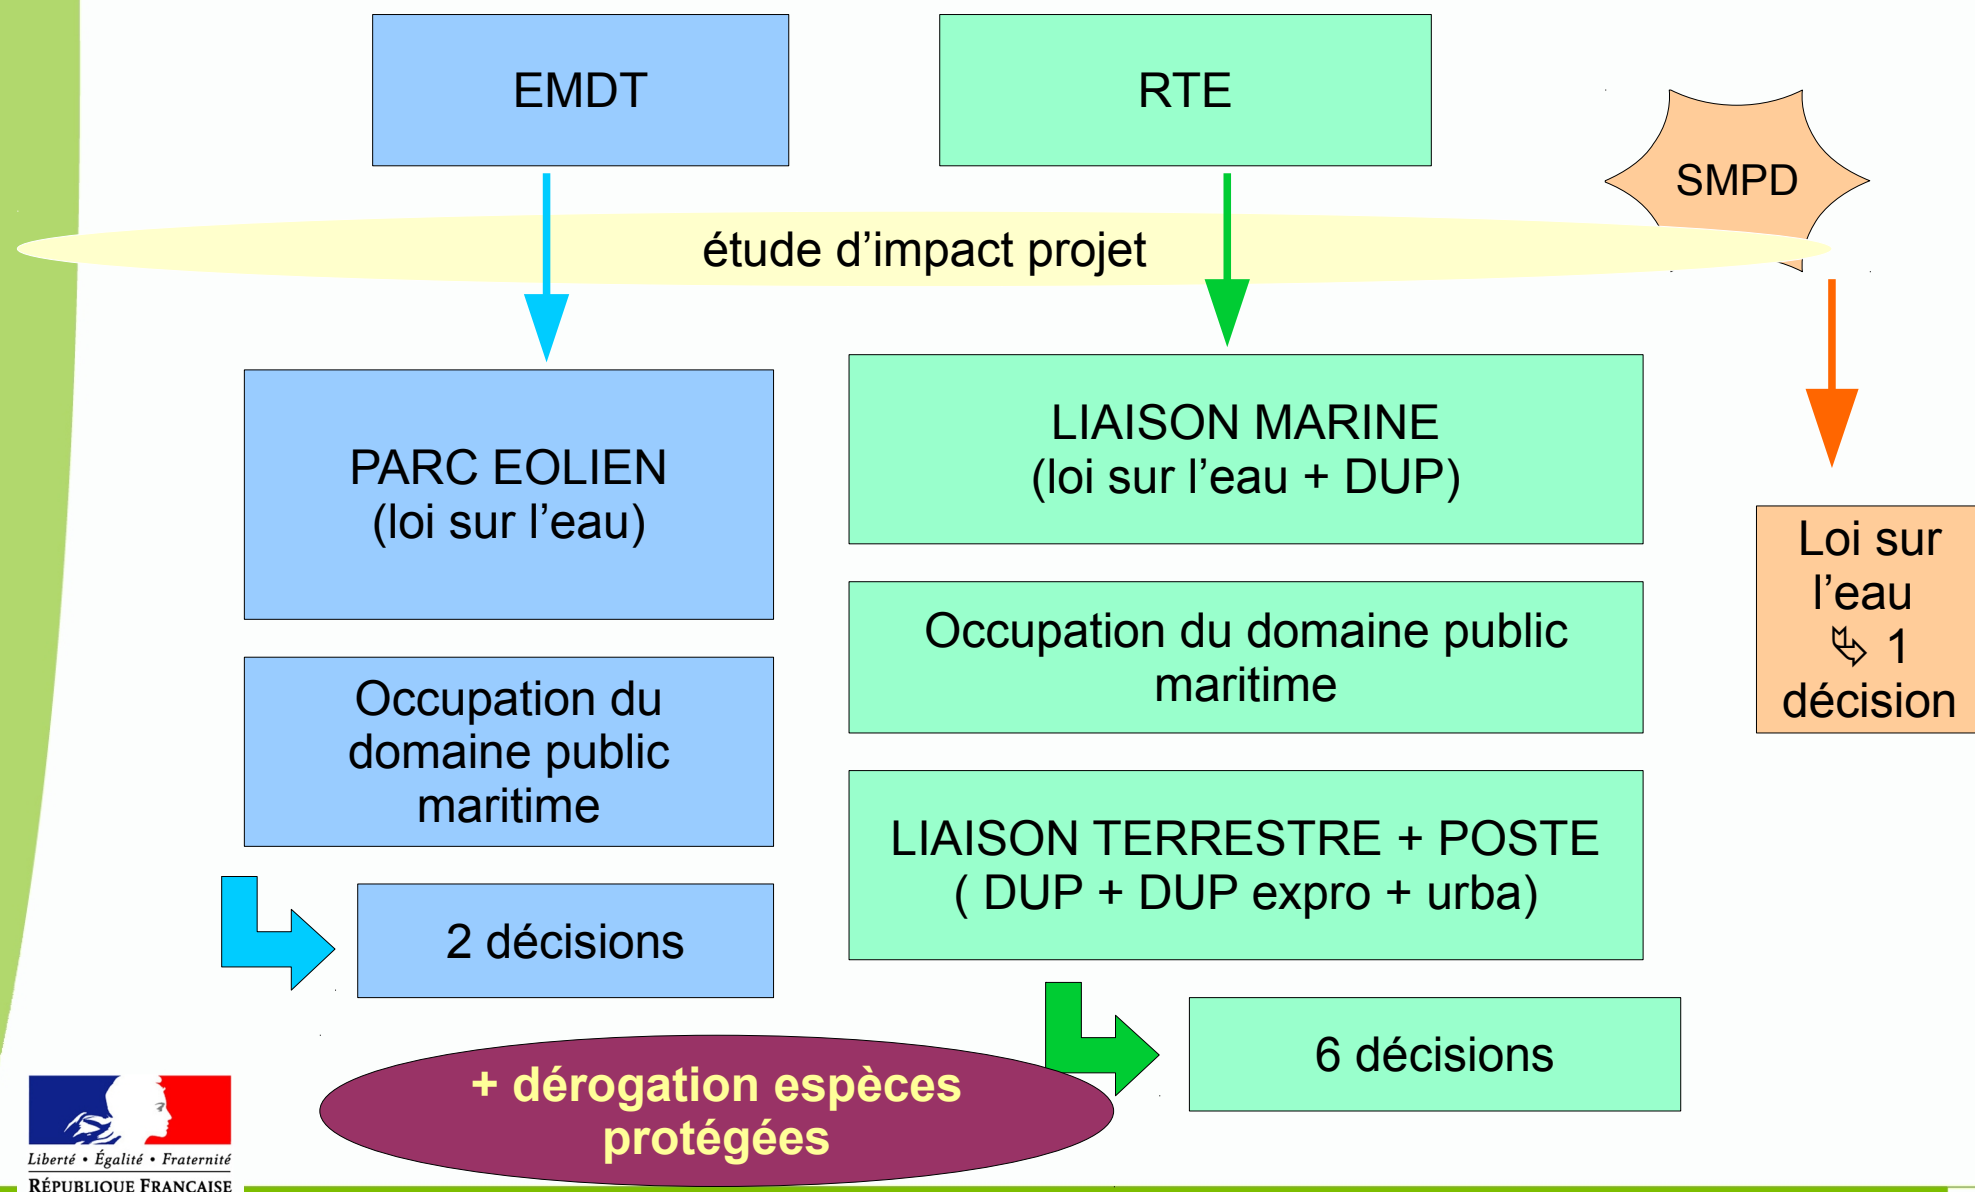 EMDT
RTE
SMPD
étude d’impact projet
PARC EOLIEN
(loi sur l’eau)
Occupation du
domaine public
maritime
2 décisions
LIAISON MARINE
(loi sur l’eau + DUP)
Occupation du domaine public
maritime
LIAISON TERRESTRE + POSTE
( DUP + DUP expro + urba)
6 décisions
Loi sur
l’eau
1
décision
+ dérogation espèces
protégées
Liberté • Égalité • Fraternité
RÉPUBLIQUE FRANÇAISE